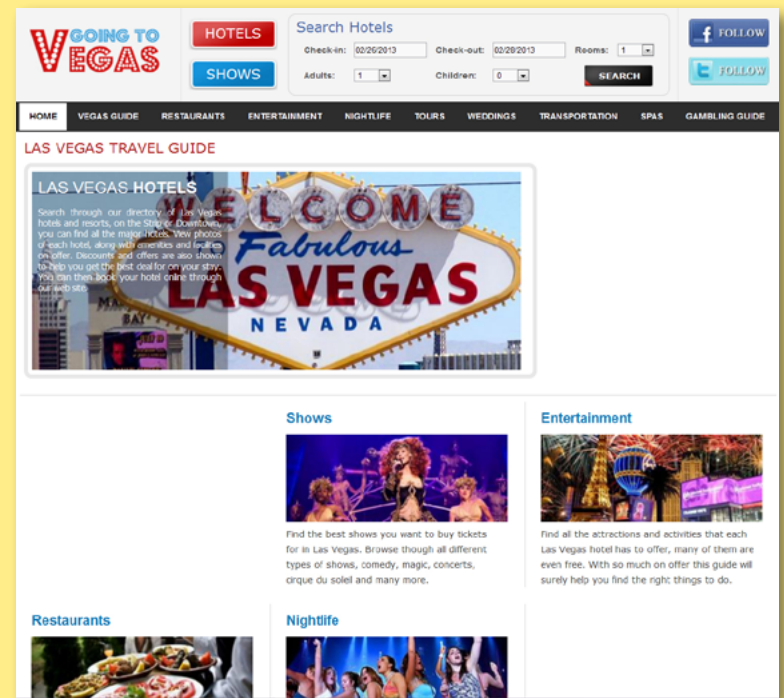 GOING TO
VEGAS
HOTELS
SHOWS
Search Hotels
Check-in: 02/26/2013 Check-out: 02/28/2013 Rooms: 1
Adults: 1 Children: 0 SEARCH
f FOLLOW
t FOLLOW
HOME VEGAS GUIDE RESTAURANTS ENTERTAINMENT NIGHTLIFE TOURS WEDDINGS TRANSPORTATION SPAS GAMBLING GUIDE
LAS VEGAS TRAVEL GUIDE
LAS VEGAS HOTELS
Search through our directory of Las Vegas
hotels and resorts, on the Strip or Downtown,
you can find all the major hotels. View photos
of each hotel, along with amenities and facilities
on offer. Discounts and offers are also shown
to help you get the best deal for on your stay.
You can then book your hotel online through
our web site.
WELCOME
TO
Fabulous
LAS VEGAS
NEVADA
BAY
Shows
Find the best shows you want to buy tickets
for in Las Vegas. Browse though all different
types of shows, comedy, magic, concerts,
cirque du soleil and many more.
Entertainment
Find all the attractions and activities that each
Las Vegas hotel has to offer, many of them are
even free. With so much on offer this guide will
surely help you find the right things to do.
Restaurants
Nightlife